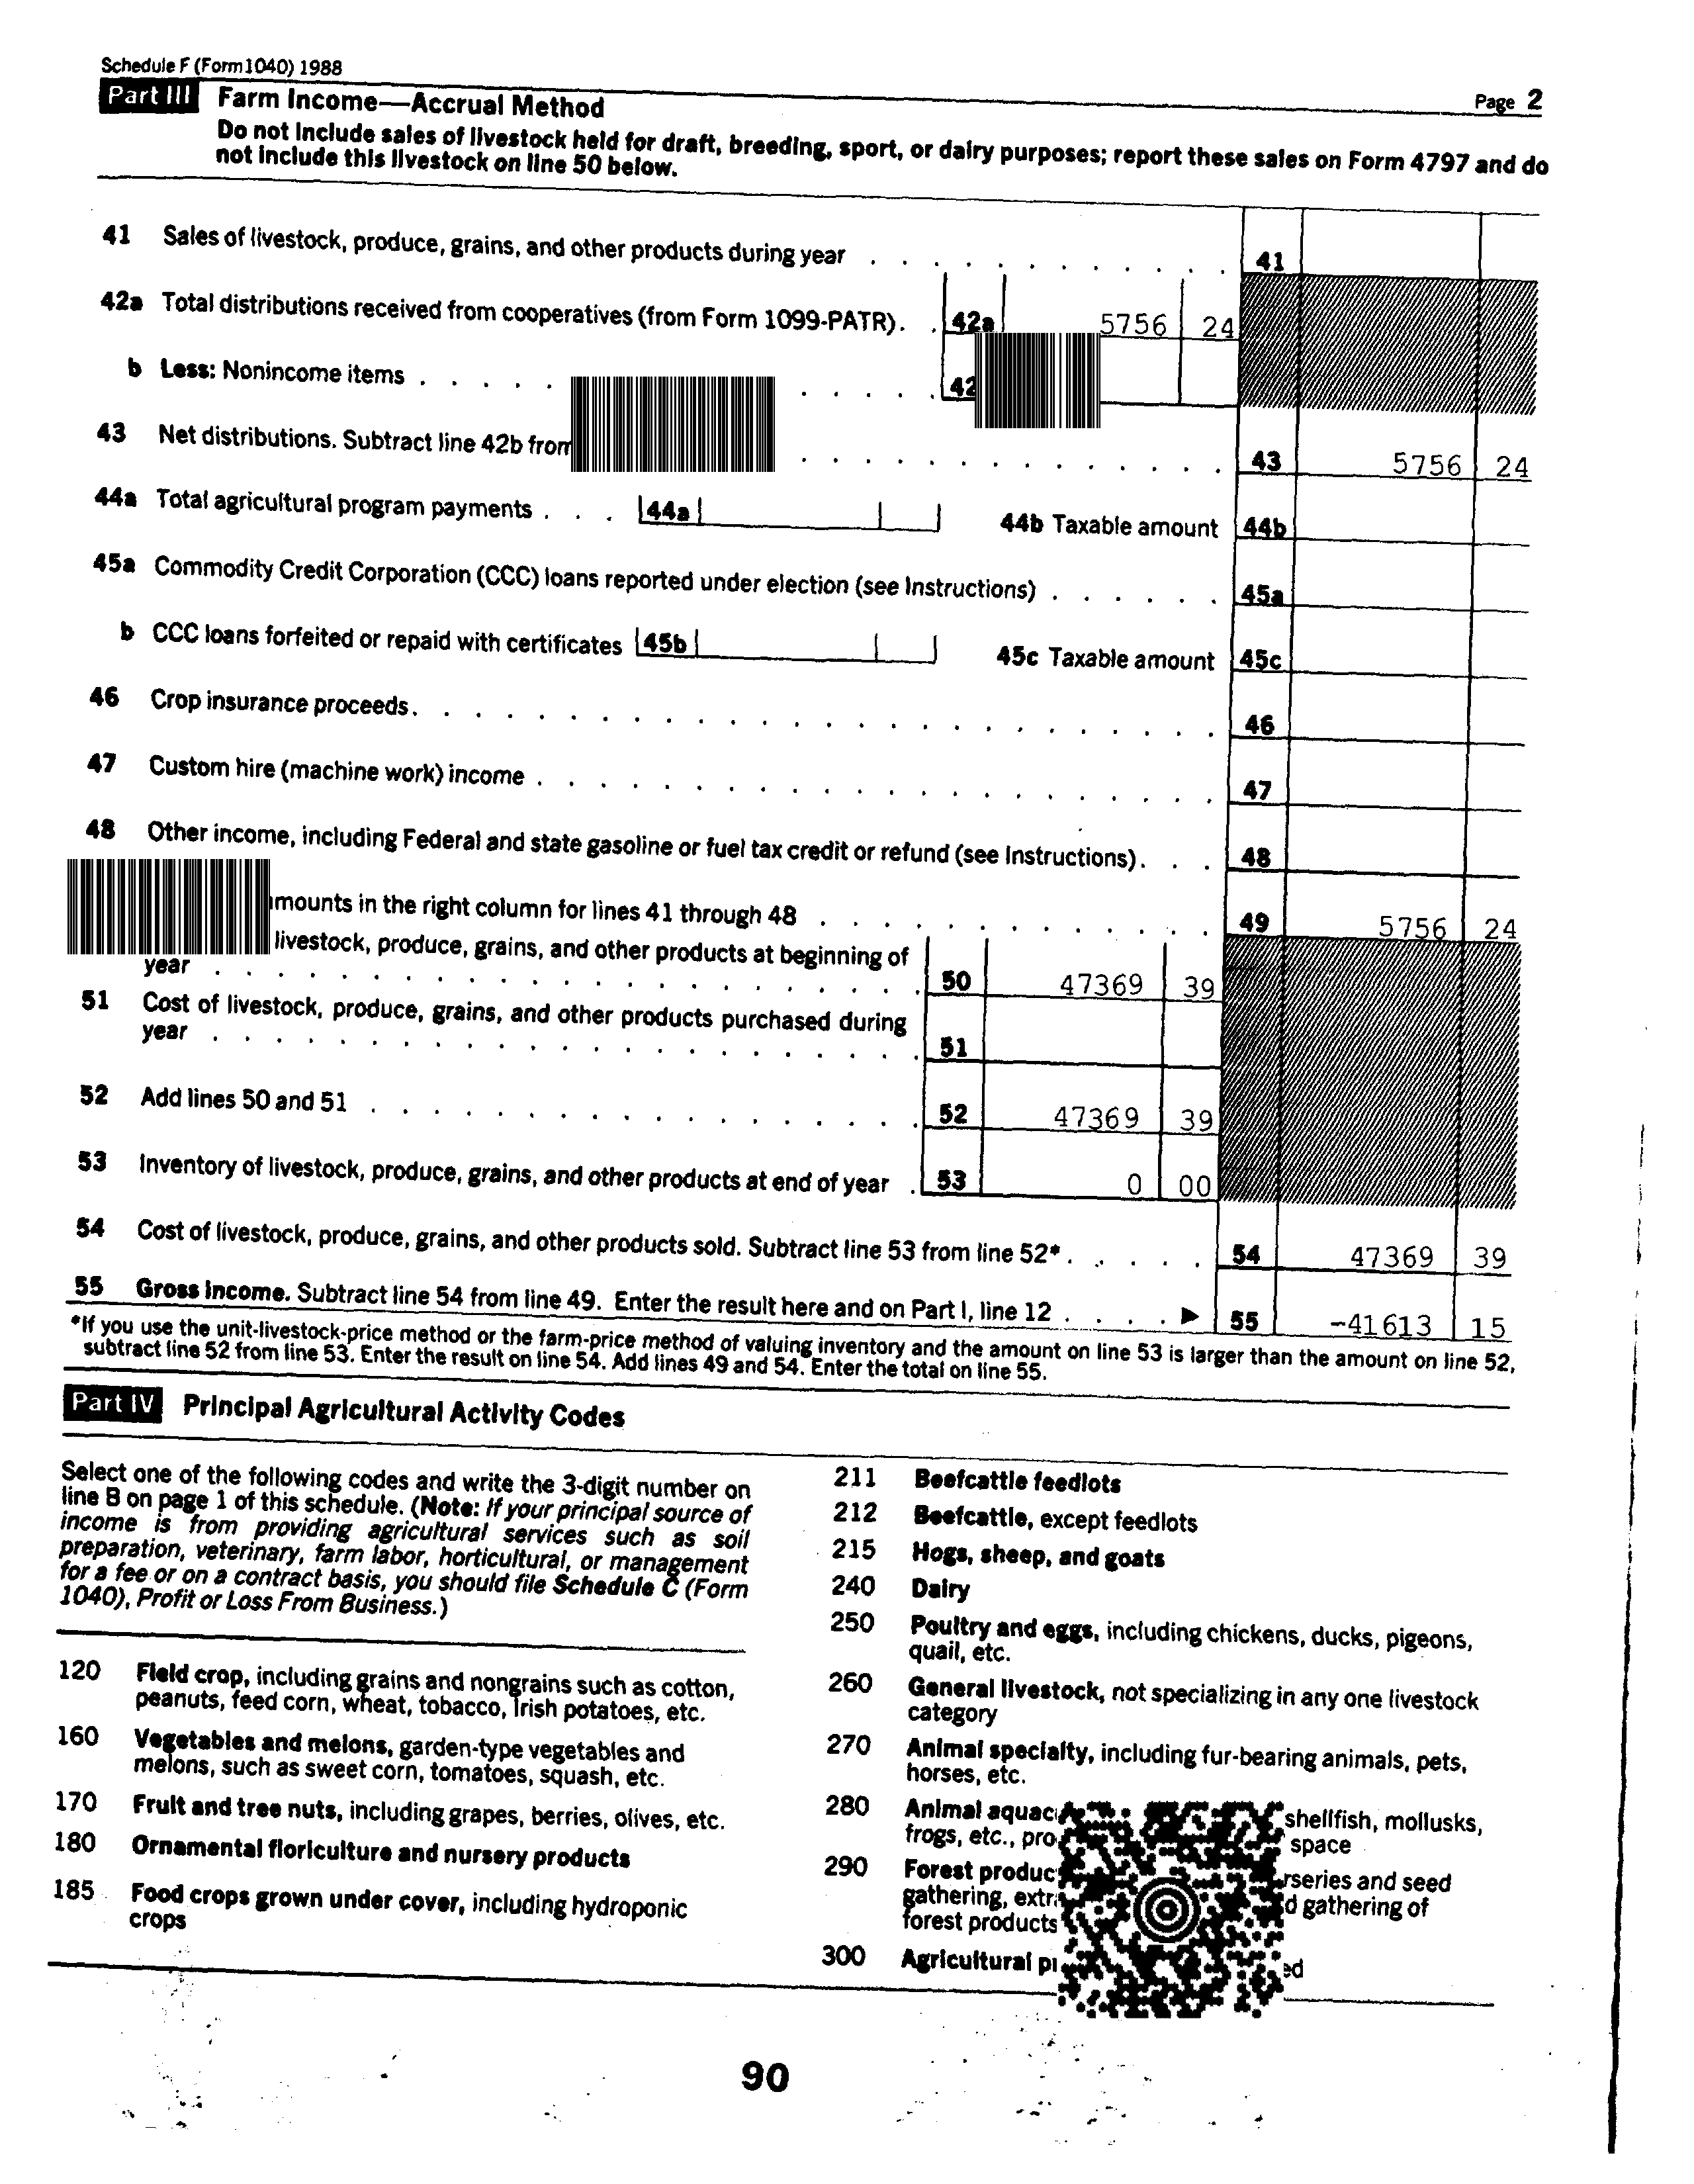 Schedule F (Form 1040) 1988
Page 2
Part III Farm Income—Accrual Method
Do not include sales of livestock held for draft, breeding, sport, or dairy purposes; report these sales on Form 4797 and do
not include this livestock on line 50 below.
41 Sales of livestock, produce, grains, and other products during year . . . . . . . . . . . . 41
42a Total distributions received from cooperatives (from Form 1099-PATR). . 42a 5756 24
b Less: Nonincome items . . . . . . . . . . 42
43 Net distributions. Subtract line 42b from . . . . . . . . . . . . . . 43 5756 24
44a Total agricultural program payments . . . 44a 44b Taxable amount 44b
45a Commodity Credit Corporation (CCC) loans reported under election (see Instructions) . . . . . . 45a
b CCC loans forfeited or repaid with certificates 45b 45c Taxable amount 45c
46 Crop insurance proceeds. . . . . . . . . . . . . . . . . . . . . . . . . . 46
47 Custom hire (machine work) income . . . . . . . . . . . . . . . . . . . . . . 47
48 Other income, including Federal and state gasoline or fuel tax credit or refund (see Instructions). . . 48
mounts in the right column for lines 41 through 48 . . . . . . . . . . . . . 49 5756 24
livestock, produce, grains, and other products at beginning of
year . . . . . . . . . . . . . . . . . . . . . . . 50 47369 39
51 Cost of livestock, produce, grains, and other products purchased during
year . . . . . . . . . . . . . . . . . . . . . . . 51
52 Add lines 50 and 51 . . . . . . . . . . . . . . . . . . 52 47369 39
53 Inventory of livestock, produce, grains, and other products at end of year . 53 0 00
54 Cost of livestock, produce, grains, and other products sold. Subtract line 53 from line 52* . . . . . 54 47369 39
55 Gross income. Subtract line 54 from line 49. Enter the result here and on Part I, line 12 . . . . ▶ 55 -41613 15
*If you use the unit-livestock-price method or the farm-price method of valuing inventory and the amount on line 53 is larger than the amount on line 52,
subtract line 52 from line 53. Enter the result on line 54. Add lines 49 and 54. Enter the total on line 55.
Part IV Principal Agricultural Activity Codes
Select one of the following codes and write the 3-digit number on
line B on page 1 of this schedule. (Note: If your principal source of
income is from providing agricultural services such as soil
preparation, veterinary, farm labor, horticultural, or management
for a fee or on a contract basis, you should file Schedule C (Form
1040), Profit or Loss From Business.)
120 Field crop, including grains and nongrains such as cotton,
peanuts, feed corn, wheat, tobacco, Irish potatoes, etc.
160 Vegetables and melons, garden-type vegetables and
melons, such as sweet corn, tomatoes, squash, etc.
170 Fruit and tree nuts, including grapes, berries, olives, etc.
180 Ornamental floriculture and nursery products
185 Food crops grown under cover, including hydroponic
crops
211 Beefcattle feedlots
212 Beefcattle, except feedlots
215 Hogs, sheep, and goats
240 Dairy
250 Poultry and eggs, including chickens, ducks, pigeons,
quail, etc.
260 General livestock, not specializing in any one livestock
category
270 Animal specialty, including fur-bearing animals, pets,
horses, etc.
280 Animal shellfish, mollusks,
frogs, etc., space
290 Forest and seed
gathering, gathering of
forest products
300 Agricultural
90